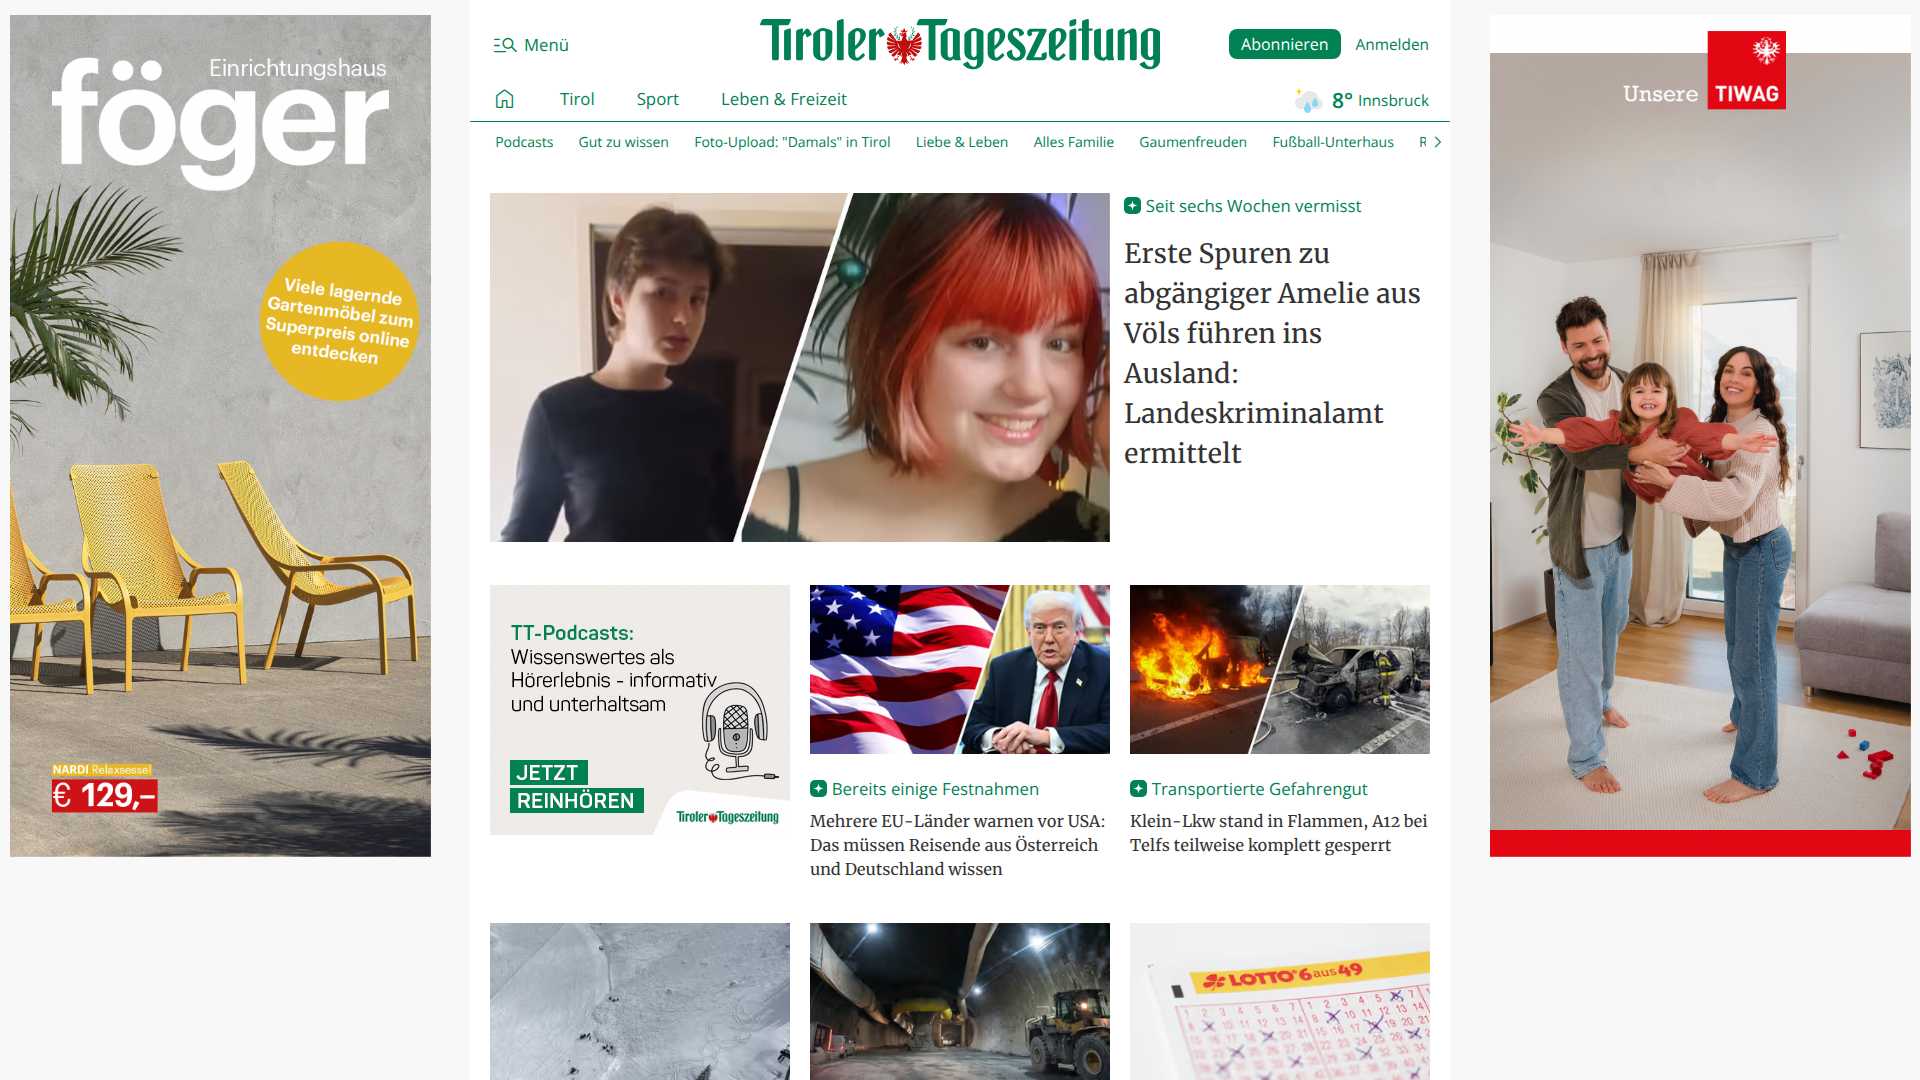 Einrichtungshaus
föger
Viele lagernde
Gartenmöbel zum
Superpreis online
entdecken
NARDI Relaxsessel
€ 129,–
Menü
Tiroler Tageszeitung
Abonnieren
Anmelden
Tirol
Sport
Leben & Freizeit
8° Innsbruck
Podcasts
Gut zu wissen
Foto-Upload: "Damals" in Tirol
Liebe & Leben
Alles Familie
Gaumenfreuden
Fußball-Unterhaus
Seit sechs Wochen vermisst
Erste Spuren zu
abgängiger Amelie aus
Völs führen ins
Ausland:
Landeskriminalamt
ermittelt
TT-Podcasts:
Wissenswertes als
Hörerlebnis - informativ
und unterhaltsam
JETZT
REINHÖREN
Tiroler Tageszeitung
Bereits einige Festnahmen
Mehrere EU-Länder warnen vor USA:
Das müssen Reisende aus Österreich
und Deutschland wissen
Transportierte Gefahrengut
Klein-Lkw stand in Flammen, A12 bei
Telfs teilweise komplett gesperrt
LOTTO 6 aus 49
Unsere TIWAG